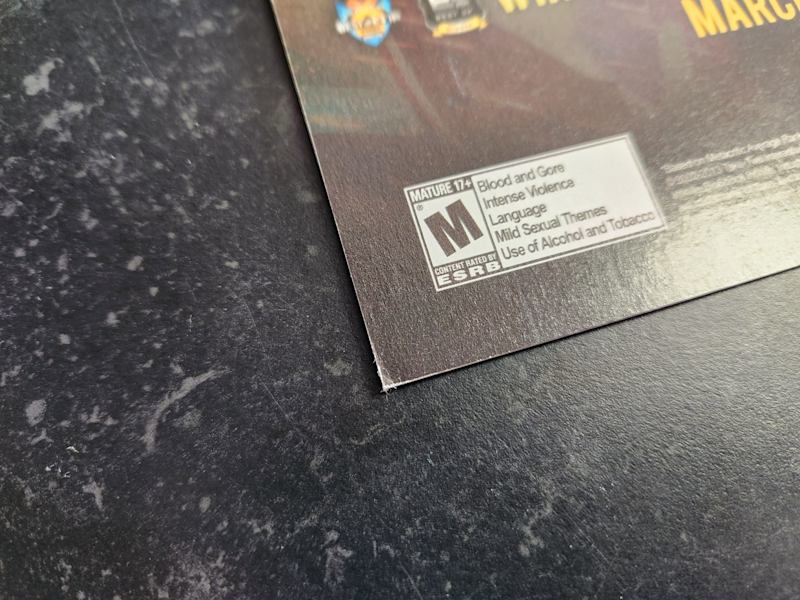 MARCH
MATURE 17+
M
CONTENT RATED BY
ESRB
Blood and Gore
Intense Violence
Language
Mild Sexual Themes
Use of Alcohol and Tobacco